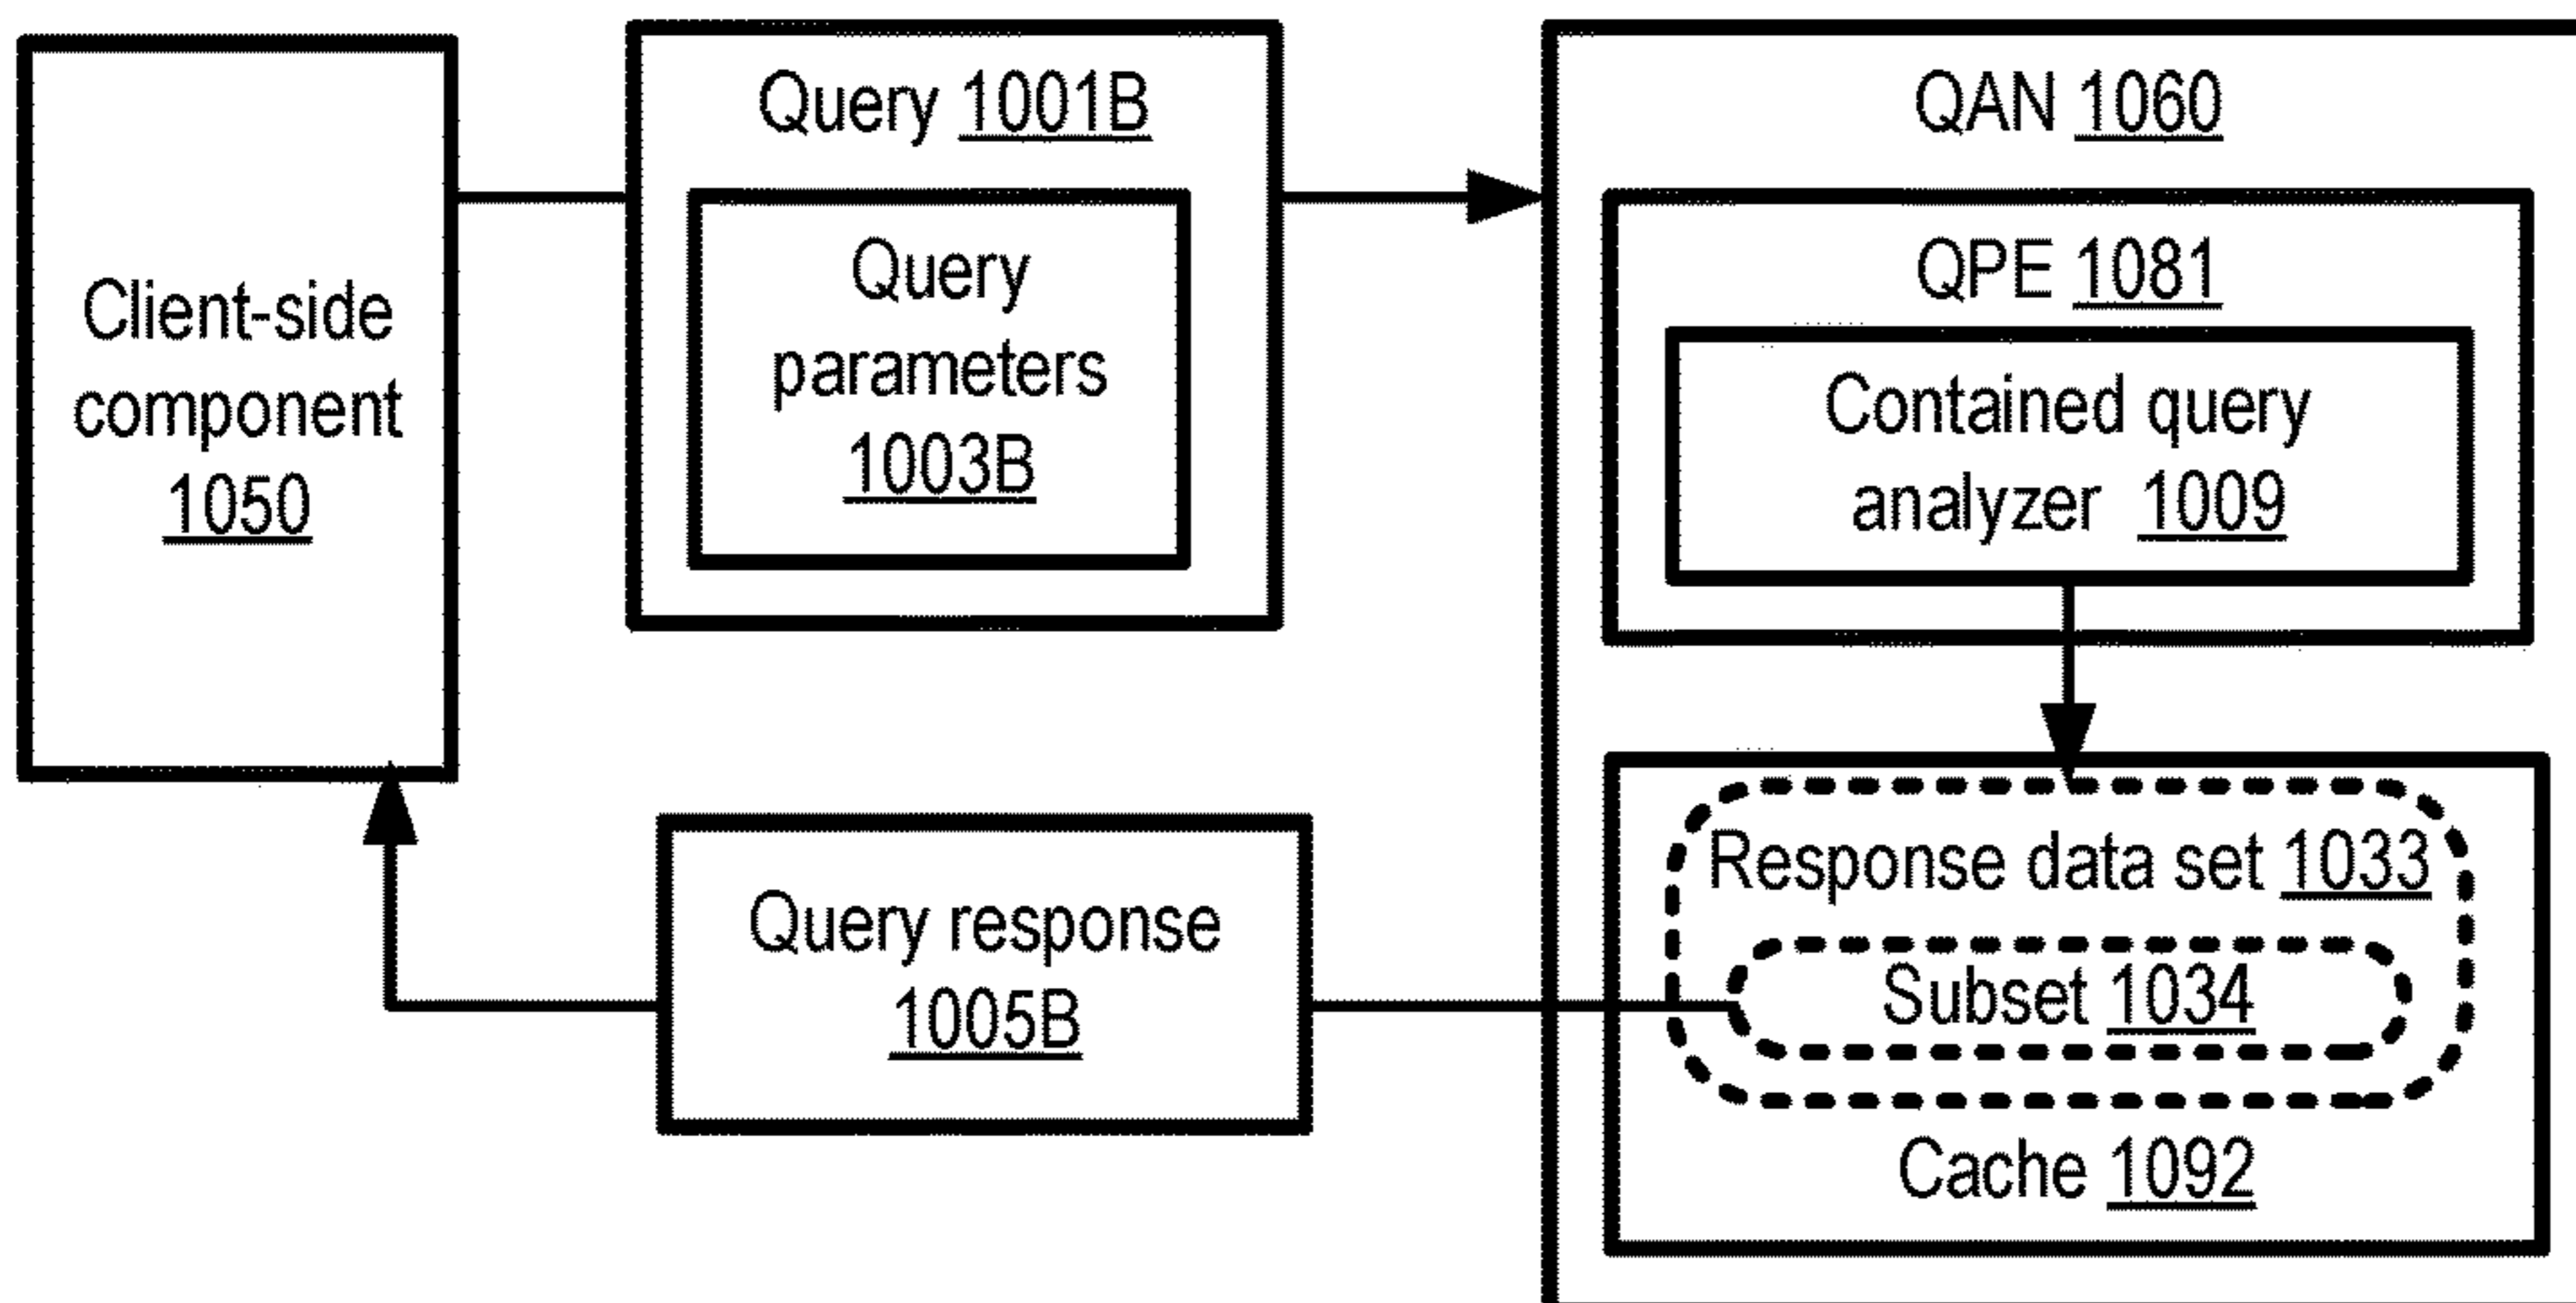 Client-side
component
1050
Query 1001B
Query
parameters
1003B
QAN 1060
QPE 1081
Contained query
analyzer 1009
Response data set 1033
Subset 1034
Cache 1092
Query response
1005B